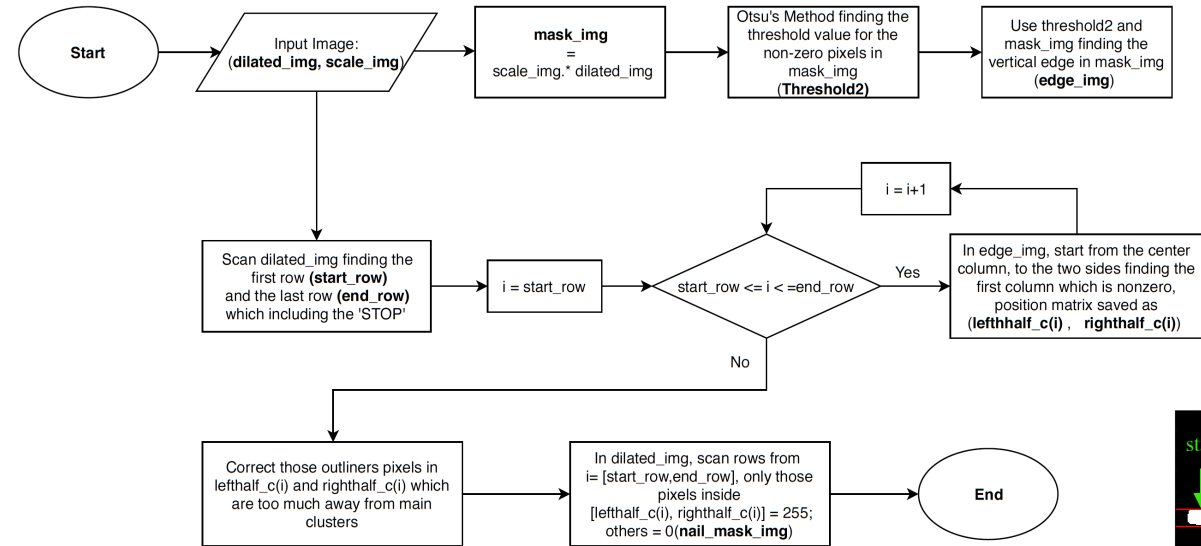 Start
Input Image:
(dilated_img, scale_img)
mask_img
=
scale_img.* dilated_img
Otsu's Method finding the
threshold value for the
non-zero pixels in
mask_img
(Threshold2)
Use threshold2 and
mask_img finding the
vertical edge in mask_img
(edge_img)
Scan dilated_img finding the
first row (start_row)
and the last row (end_row)
which including the 'STOP'
i = start_row
start_row <= i < =end_row
Yes
i = i+1
In edge_img, start from the center
column, to the two sides finding the
first column which is nonzero,
position matrix saved as
(lefthhalf_c(i) , righthalf_c(i))
No
Correct those outliners pixels in
lefthalf_c(i) and righthalf_c(i) which
are too much away from main
clusters
In dilated_img, scan rows from
i= [start_row,end_row], only those
pixels inside
[lefthalf_c(i), righthalf_c(i)] = 255;
others = 0(nail_mask_img)
End